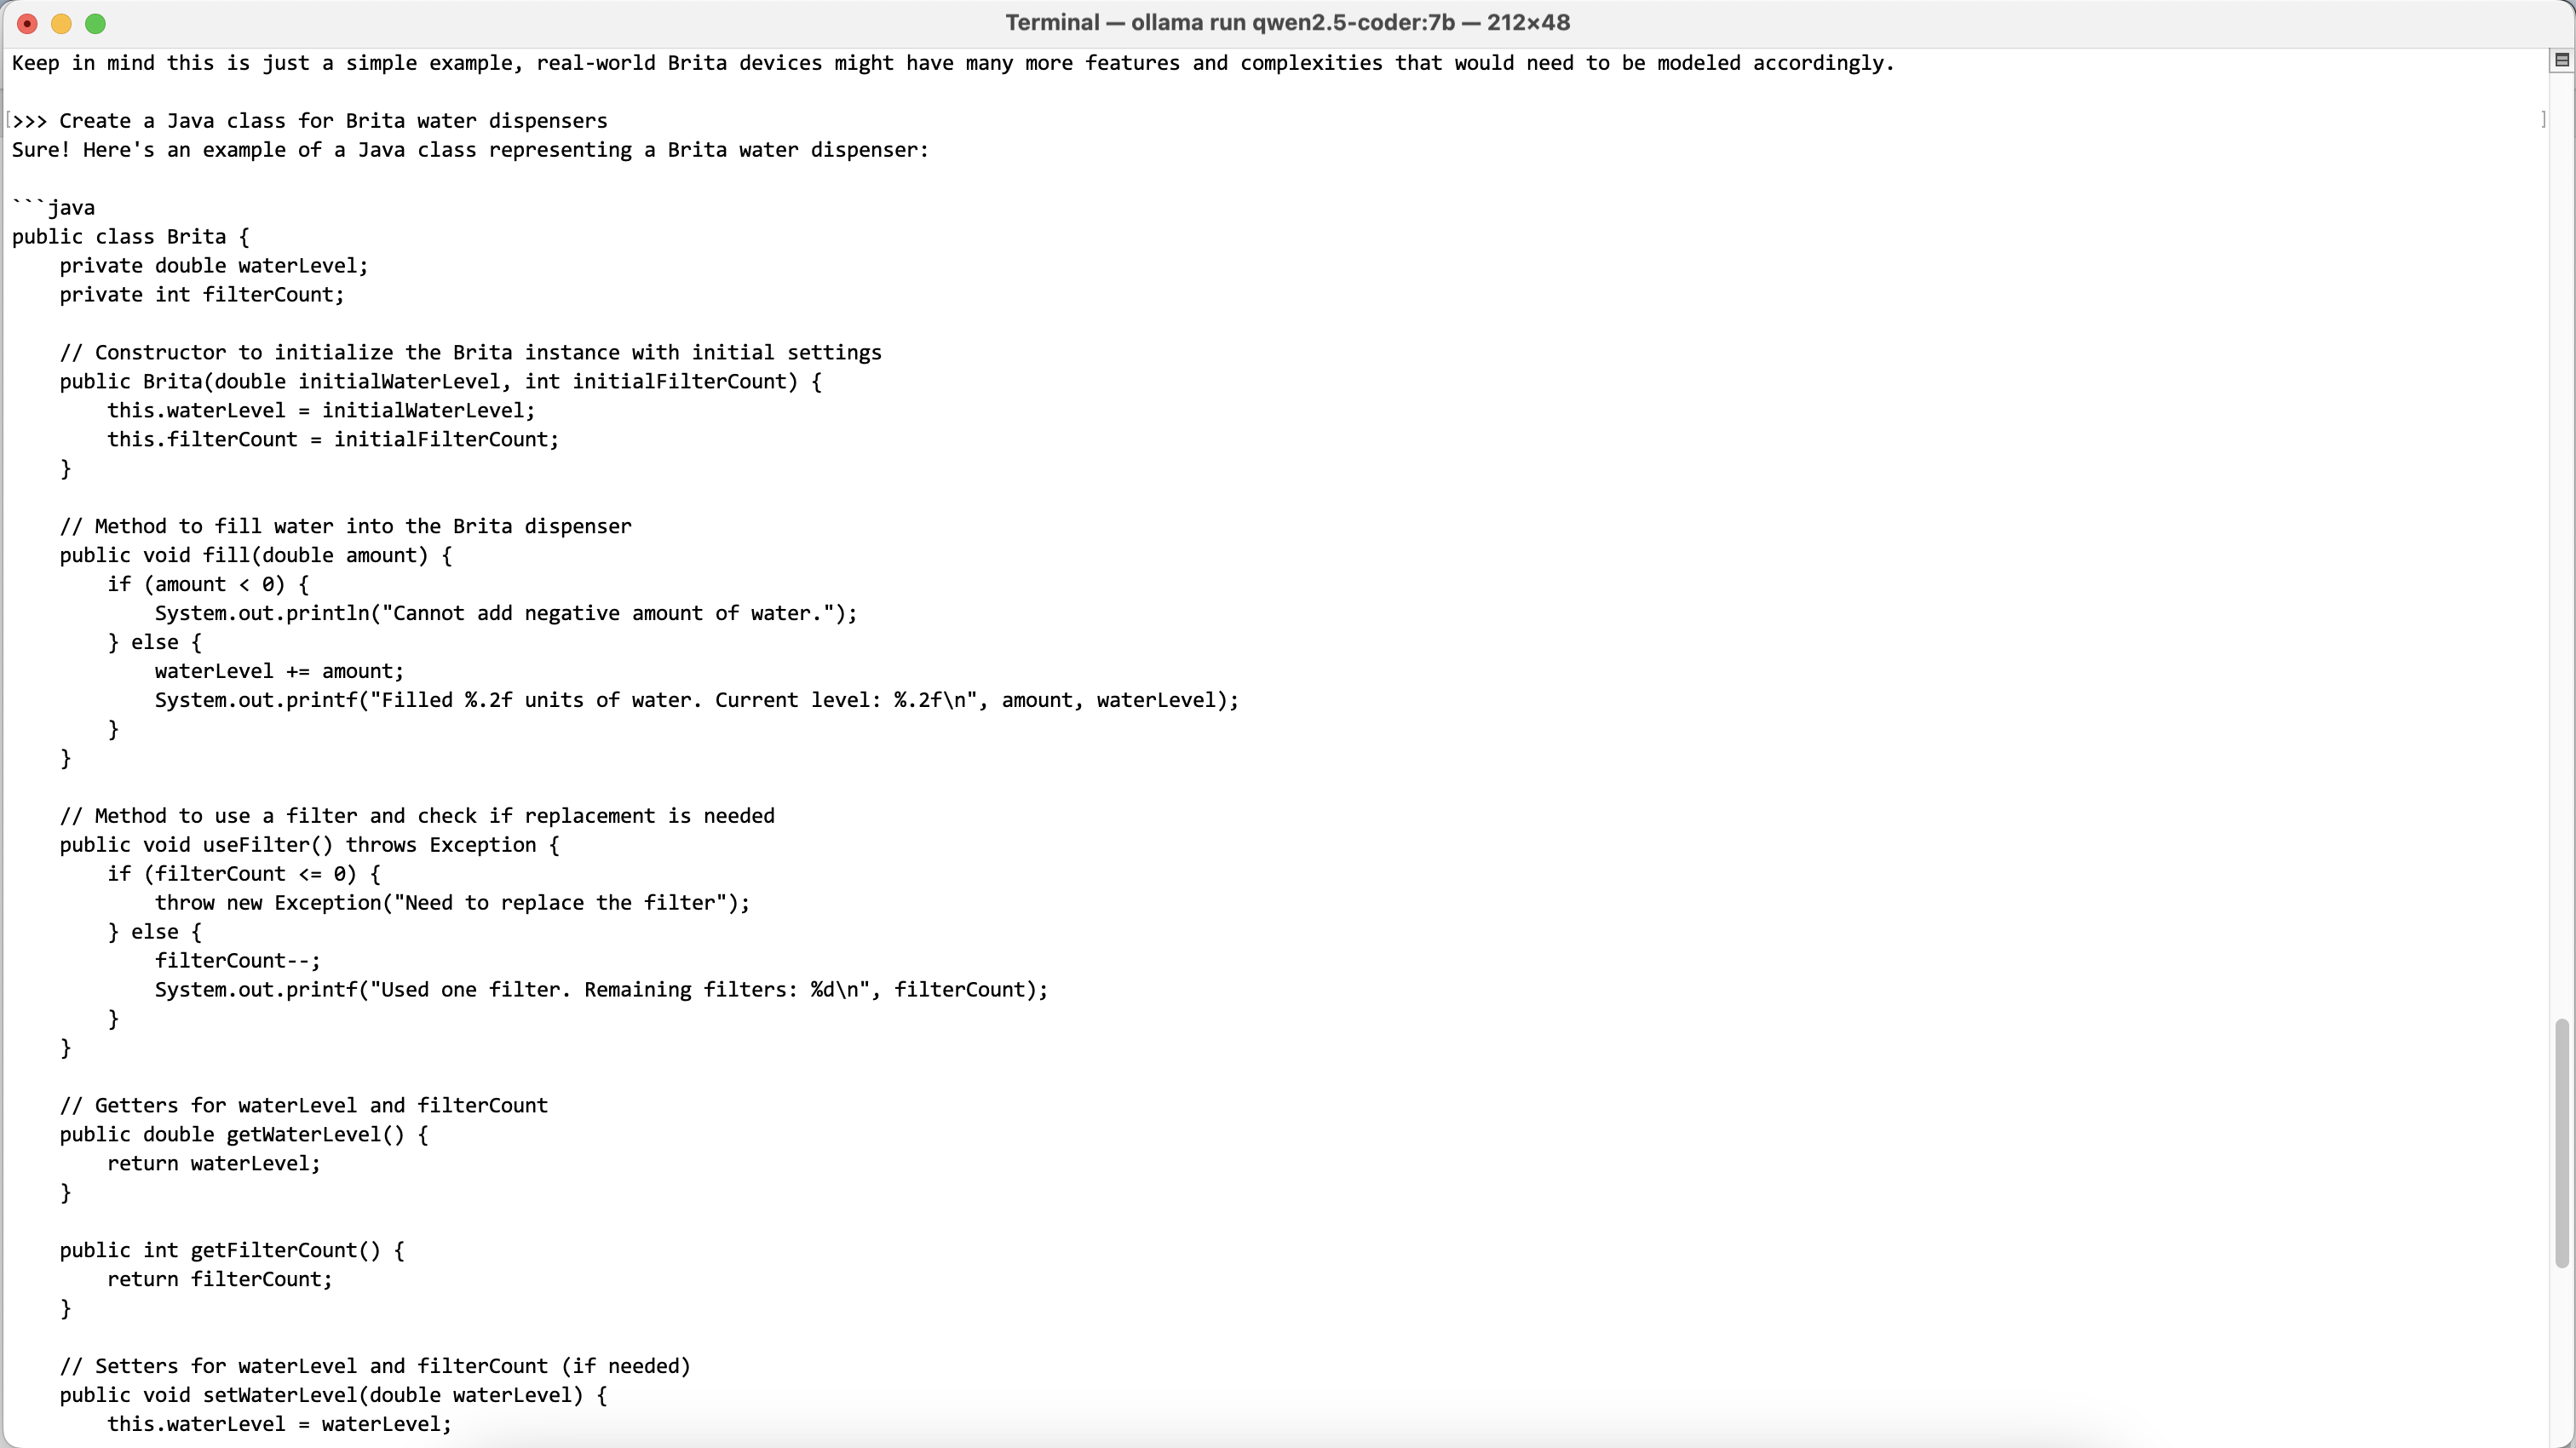 Terminal — ollama run qwen2.5-coder:7b — 212×48
Keep in mind this is just a simple example, real-world Brita devices might have many more features and complexities that would need to be modeled accordingly.
[>>> Create a Java class for Brita water dispensers ]
Sure! Here's an example of a Java class representing a Brita water dispenser:
```java
public class Brita {
    private double waterLevel;
    private int filterCount;
    // Constructor to initialize the Brita instance with initial settings
    public Brita(double initialWaterLevel, int initialFilterCount) {
        this.waterLevel = initialWaterLevel;
        this.filterCount = initialFilterCount;
    }
    // Method to fill water into the Brita dispenser
    public void fill(double amount) {
        if (amount < 0) {
            System.out.println("Cannot add negative amount of water.");
        } else {
            waterLevel += amount;
            System.out.printf("Filled %.2f units of water. Current level: %.2f\n", amount, waterLevel);
        }
    }
    // Method to use a filter and check if replacement is needed
    public void useFilter() throws Exception {
        if (filterCount <= 0) {
            throw new Exception("Need to replace the filter");
        } else {
            filterCount--;
            System.out.printf("Used one filter. Remaining filters: %d\n", filterCount);
        }
    }
    // Getters for waterLevel and filterCount
    public double getWaterLevel() {
        return waterLevel;
    }
    public int getFilterCount() {
        return filterCount;
    }
    // Setters for waterLevel and filterCount (if needed)
    public void setWaterLevel(double waterLevel) {
        this.waterLevel = waterLevel;